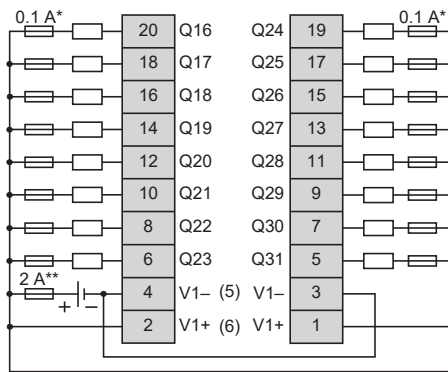 0.1 A* 20 Q16 Q24 19 0.1 A*
18 Q17 Q25 17
16 Q18 Q26 15
14 Q19 Q27 13
12 Q20 Q28 11
10 Q21 Q29 9
8 Q22 Q30 7
6 Q23 Q31 5
2 A** + – 4 V1– (5) V1– 3
2 V1+ (6) V1+ 1